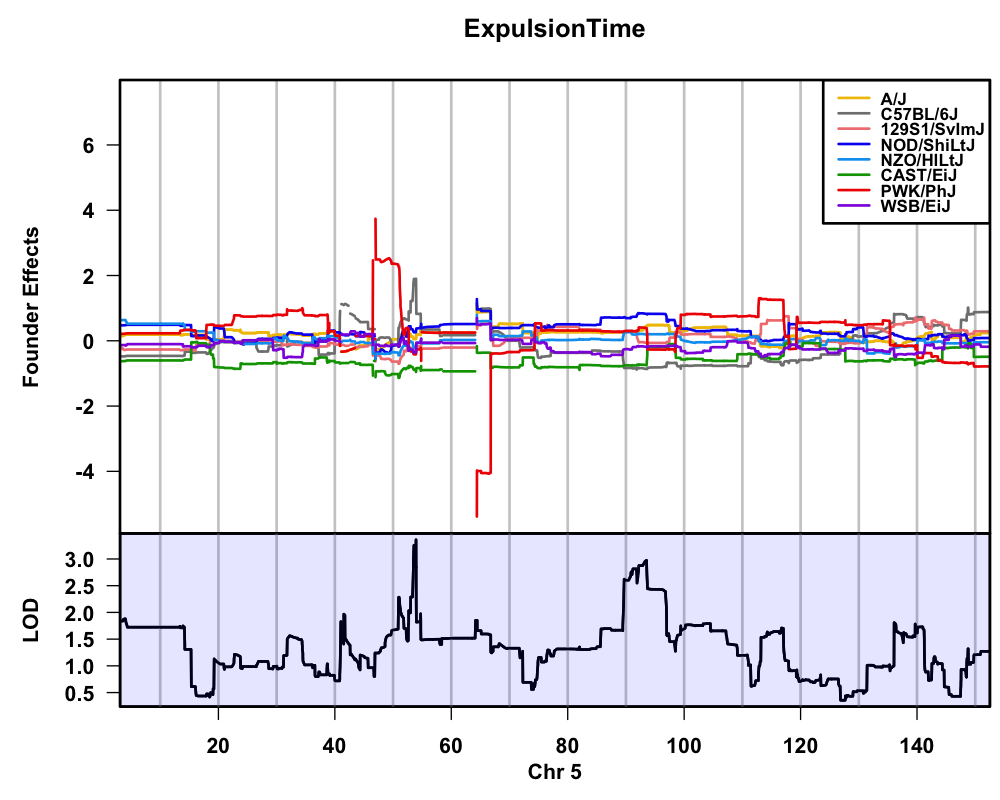 ExpulsionTime
A/J
C57BL/6J
129S1/SvImJ
NOD/ShiLtJ
NZO/HlLtJ
CAST/EiJ
PWK/PhJ
WSB/EiJ
Founder Effects
6
4
2
0
-2
-4
LOD
3.0
2.5
2.0
1.5
1.0
0.5
20 40 60 80 100 120 140
Chr 5